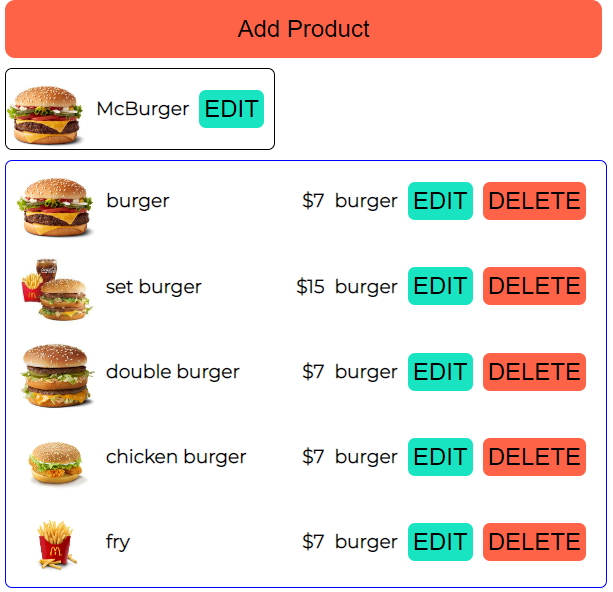 Add Product
McBurger EDIT
burger $7 burger EDIT DELETE
set burger $15 burger EDIT DELETE
double burger $7 burger EDIT DELETE
chicken burger $7 burger EDIT DELETE
fry $7 burger EDIT DELETE